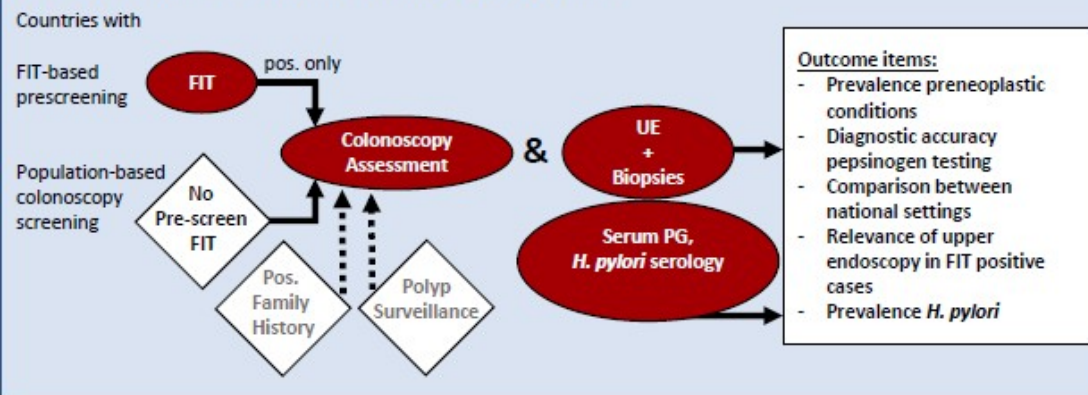 Countries with
FIT-based
prescreening
FIT
pos. only
Population-based
colonoscopy
screening
No
Pre-screen
FIT
Colonoscopy
Assessment
&
UE
+
Biopsies
Serum PG,
H. pylori serology
Pos.
Family
History
Polyp
Surveillance
Outcome items:
- Prevalence preneoplastic
conditions
- Diagnostic accuracy
pepsinogen testing
- Comparison between
national settings
- Relevance of upper
endoscopy in FIT positive
cases
- Prevalence H. pylori